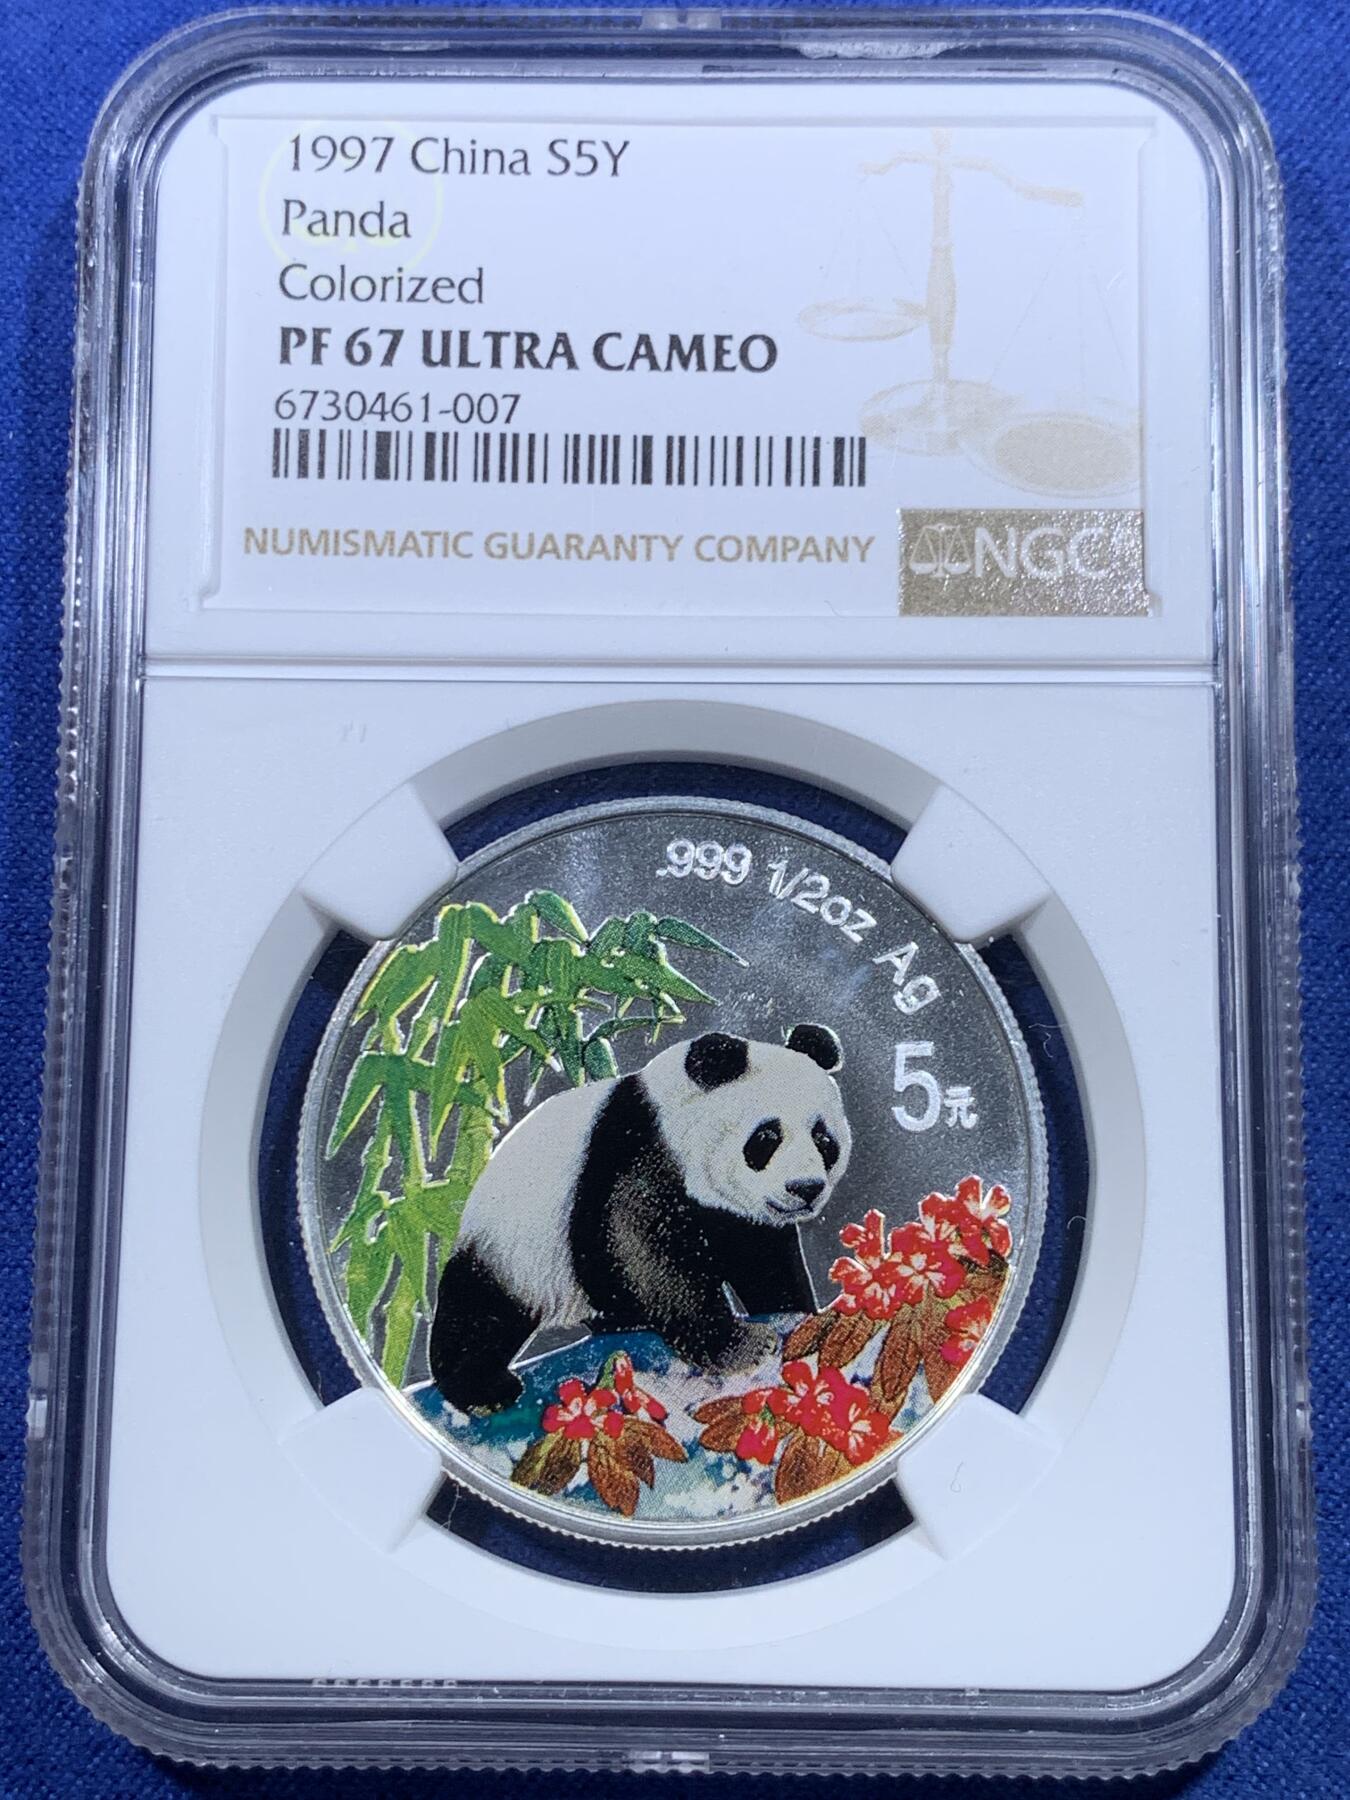 1997 China S5Y
Panda
Colorized
PF 67 ULTRA CAMEO
6730461-007
NUMISMATIC GUARANTY COMPANY
NGC
.999 1/2oz Ag
5元